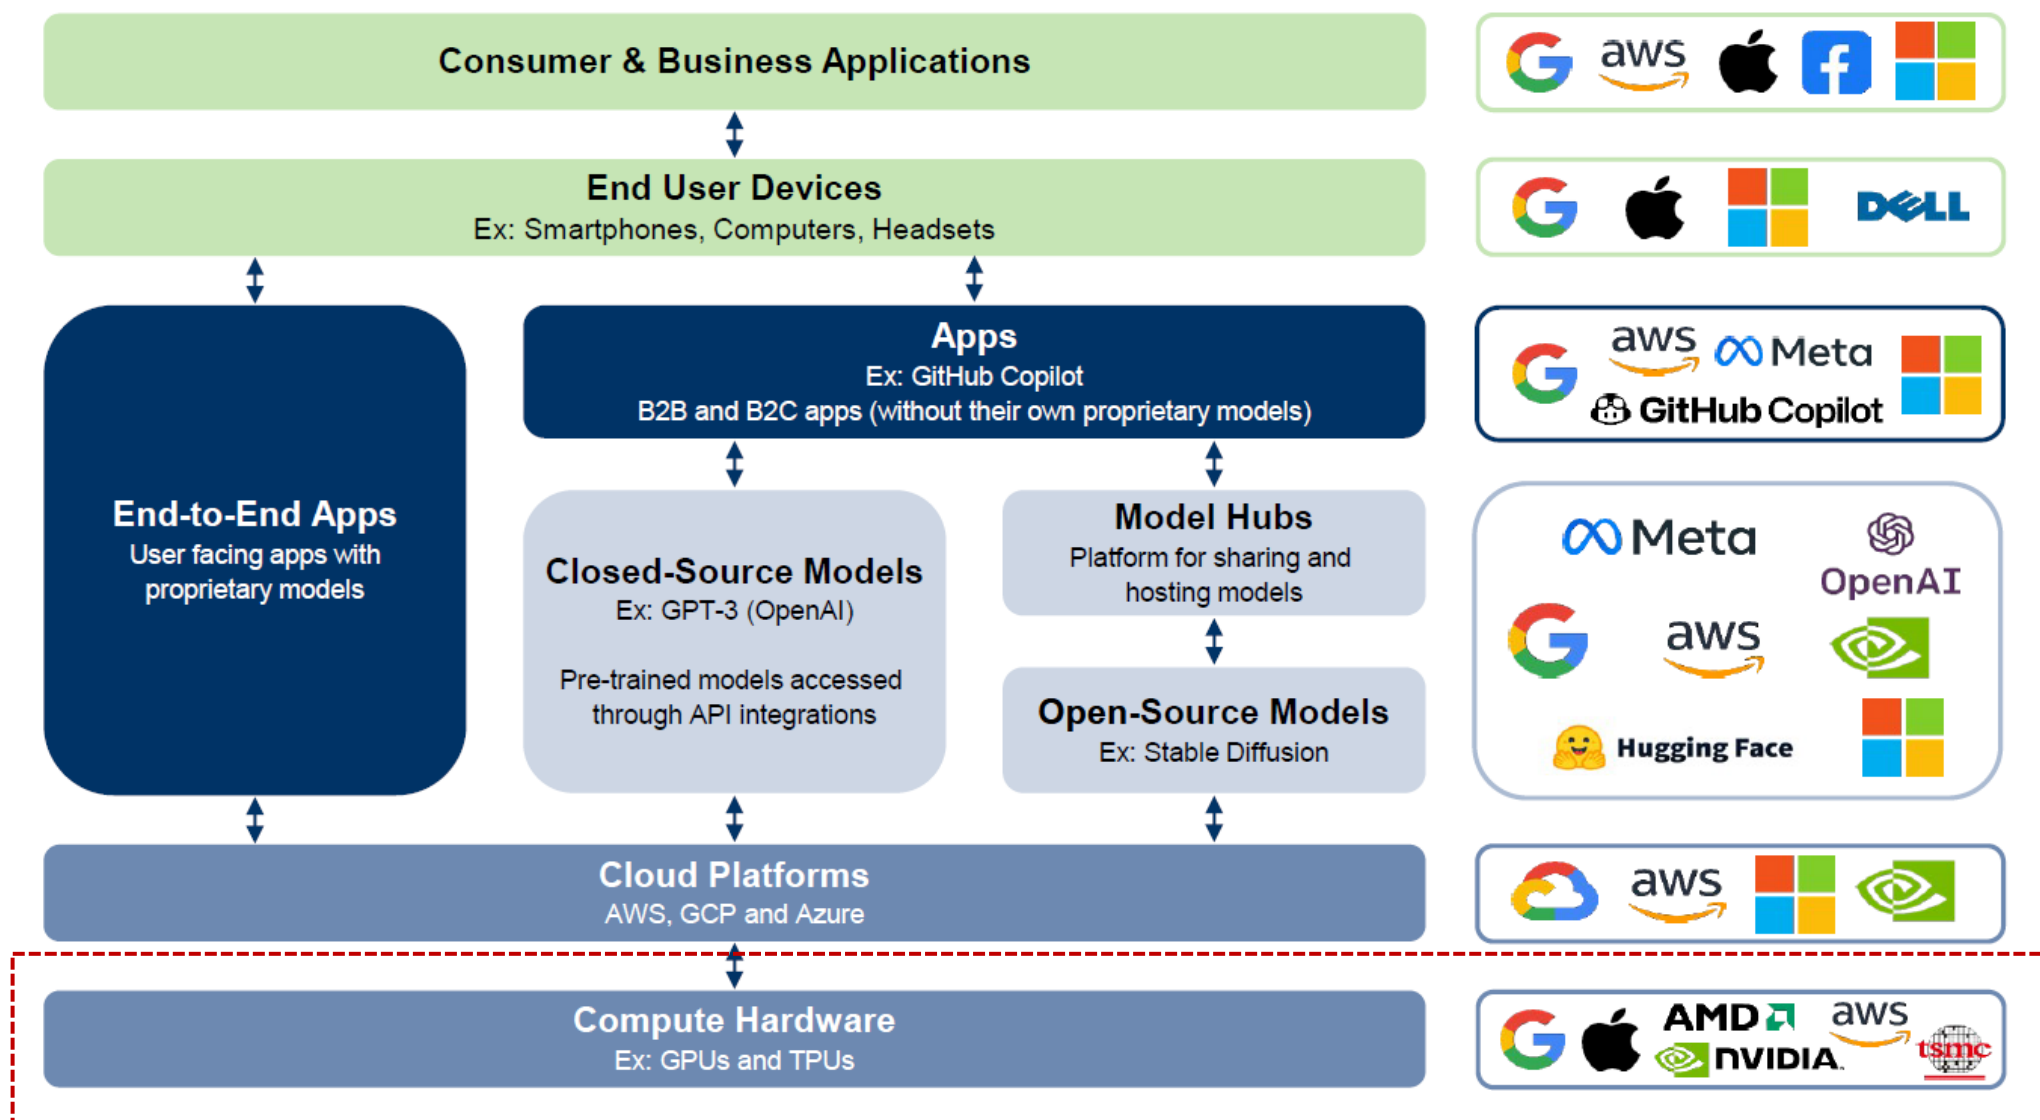 Consumer & Business Applications
aws
End User Devices
Ex: Smartphones, Computers, Headsets
DELL
End-to-End Apps
User facing apps with
proprietary models
Apps
Ex: GitHub Copilot
B2B and B2C apps (without their own proprietary models)
aws
Meta
GitHub Copilot
Closed-Source Models
Ex: GPT-3 (OpenAI)
Pre-trained models accessed
through API integrations
Model Hubs
Platform for sharing and
hosting models
Open-Source Models
Ex: Stable Diffusion
Meta
OpenAI
aws
Hugging Face
Cloud Platforms
AWS, GCP and Azure
aws
Compute Hardware
Ex: GPUs and TPUs
AMD
aws
NVIDIA.
tsmc